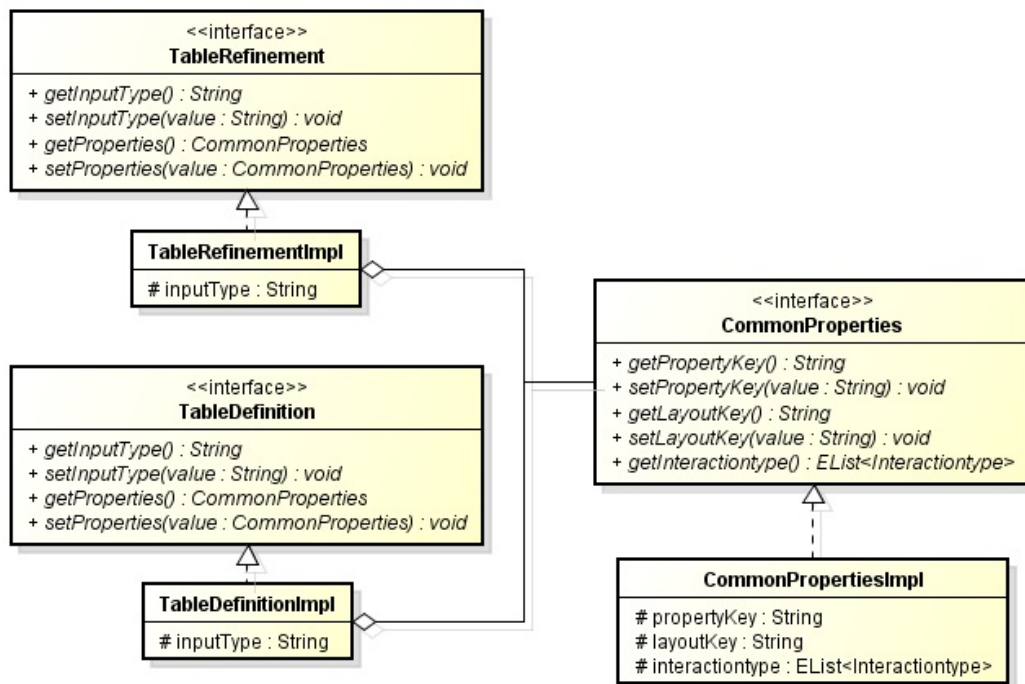 <<interface>>
TableRefinement
+ getInputType() : String
+ setInputType(value : String) : void
+ getProperties() : CommonProperties
+ setProperties(value : CommonProperties) : void
TableRefinementImpl
# inputType : String
<<interface>>
TableDefinition
+ getInputType() : String
+ setInputType(value : String) : void
+ getProperties() : CommonProperties
+ setProperties(value : CommonProperties) : void
TableDefinitionImpl
# inputType : String
<<interface>>
CommonProperties
+ getPropertyKey() : String
+ setPropertyKey(value : String) : void
+ getLayoutKey() : String
+ setLayoutKey(value : String) : void
+ getInteractiontype() : EList<Interactiontype>
CommonPropertiesImpl
# propertyKey : String
# layoutKey : String
# interactiontype : EList<Interactiontype>